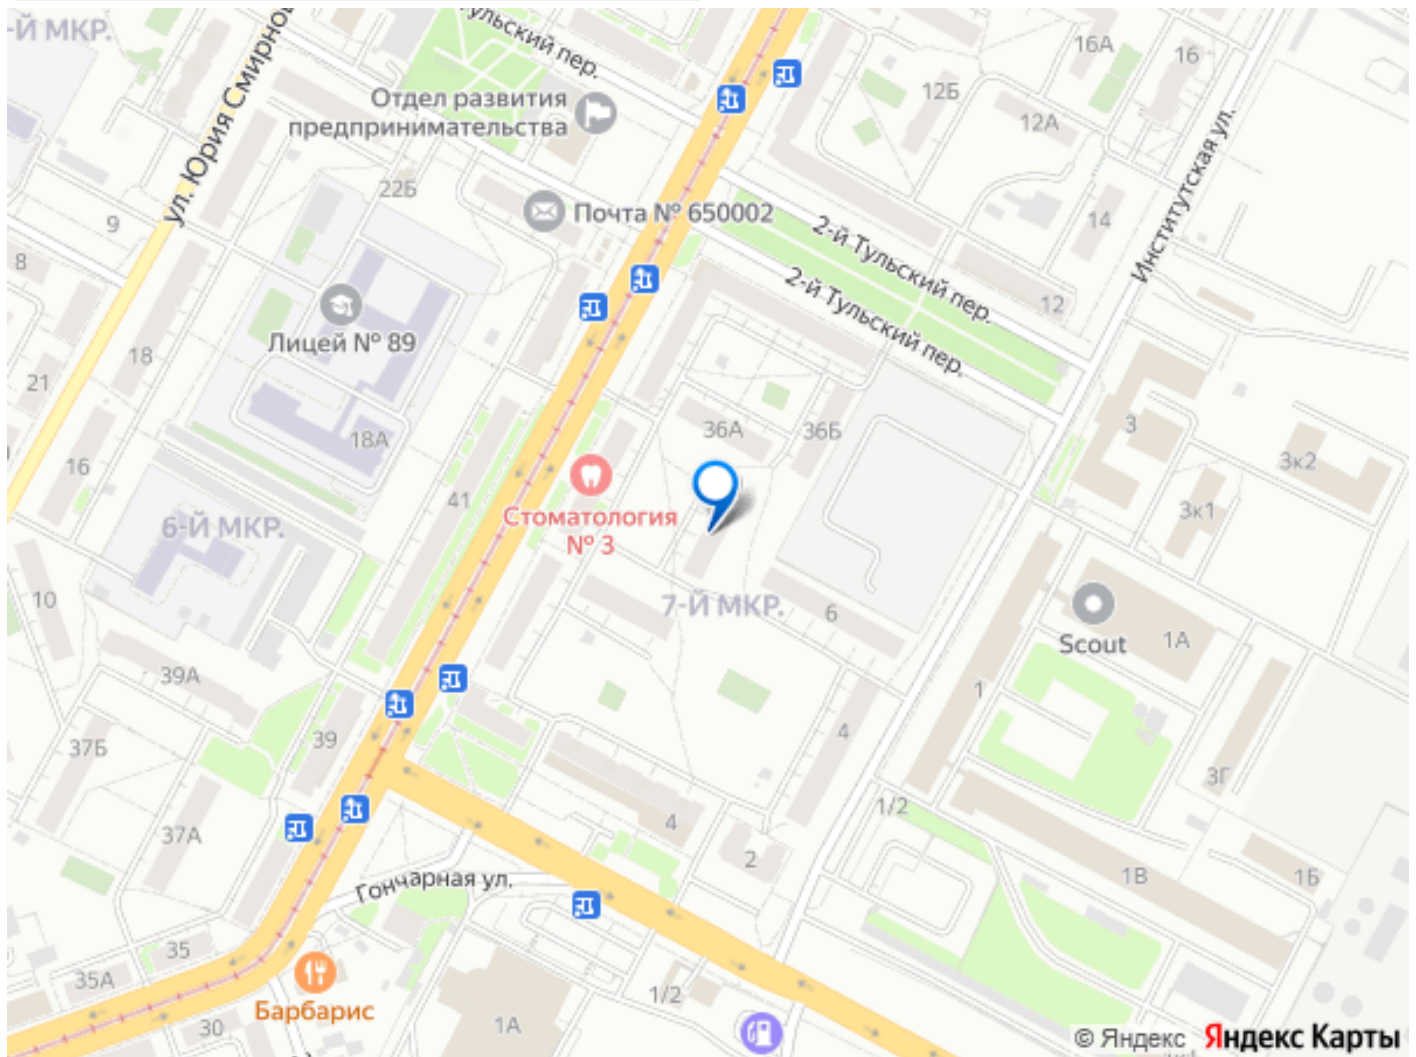 -Й МКР.
ул. Юрия Смирнов
Тульский пер.
16А
16
12Б
12А
Отдел развития
предпринимательства
Институтская ул.
22Б
Почта № 650002
14
9
2-й Тульский пер.
8
2-й Тульский пер.
12
Лицей № 89
18
21
36А
36Б
3
18А
3к2
16
41
3к1
6-Й МКР.
Стоматология
№ 3
10
7-Й МКР.
6
Scout
1А
39А
1
37Б
39
4
3Г
1/2
37А
4
2
1В
1Б
Гончарная ул.
35
35А
Барбарис
1/2
30
1А
© Яндекс Яндекс Карты